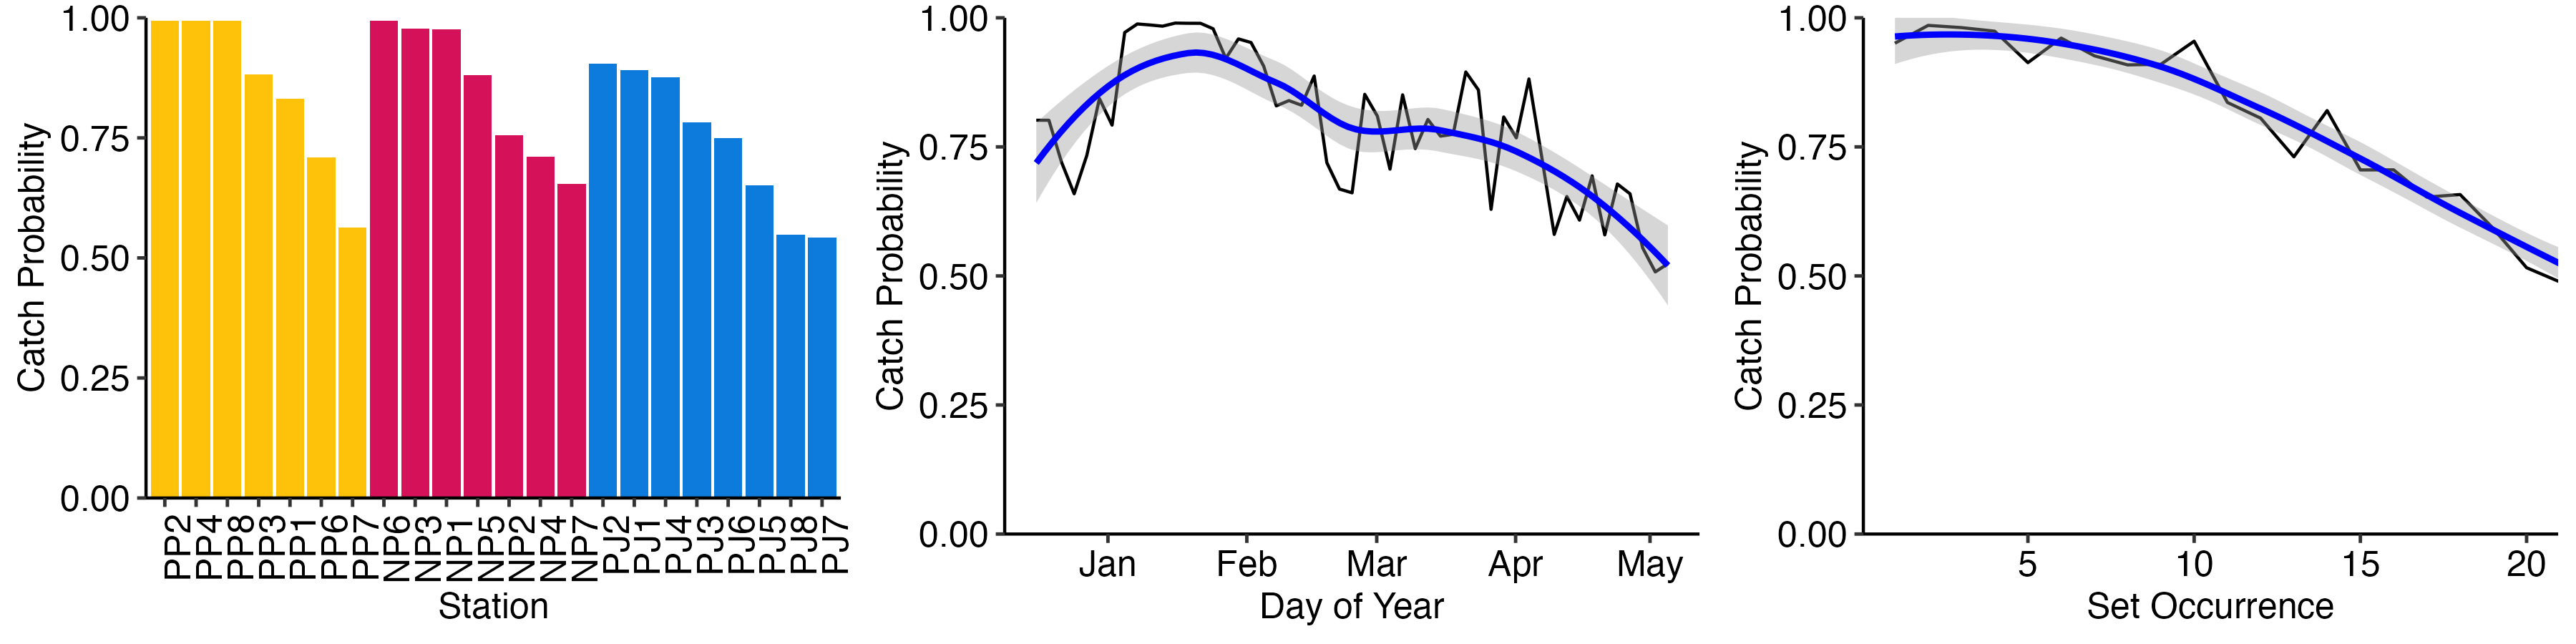 Catch Probability
1.00
0.75
0.50
0.25
0.00
PP2
PP4
PP8
PP3
PP1
PP6
PP7
NP6
NP3
NP1
NP5
NP2
NP4
NP7
PJ2
PJ1
PJ4
PJ3
PJ6
PJ5
PJ8
PJ7
Station
Catch Probability
1.00
0.75
0.50
0.25
0.00
Jan Feb Mar Apr May
Day of Year
Catch Probability
1.00
0.75
0.50
0.25
0.00
5 10 15 20
Set Occurrence